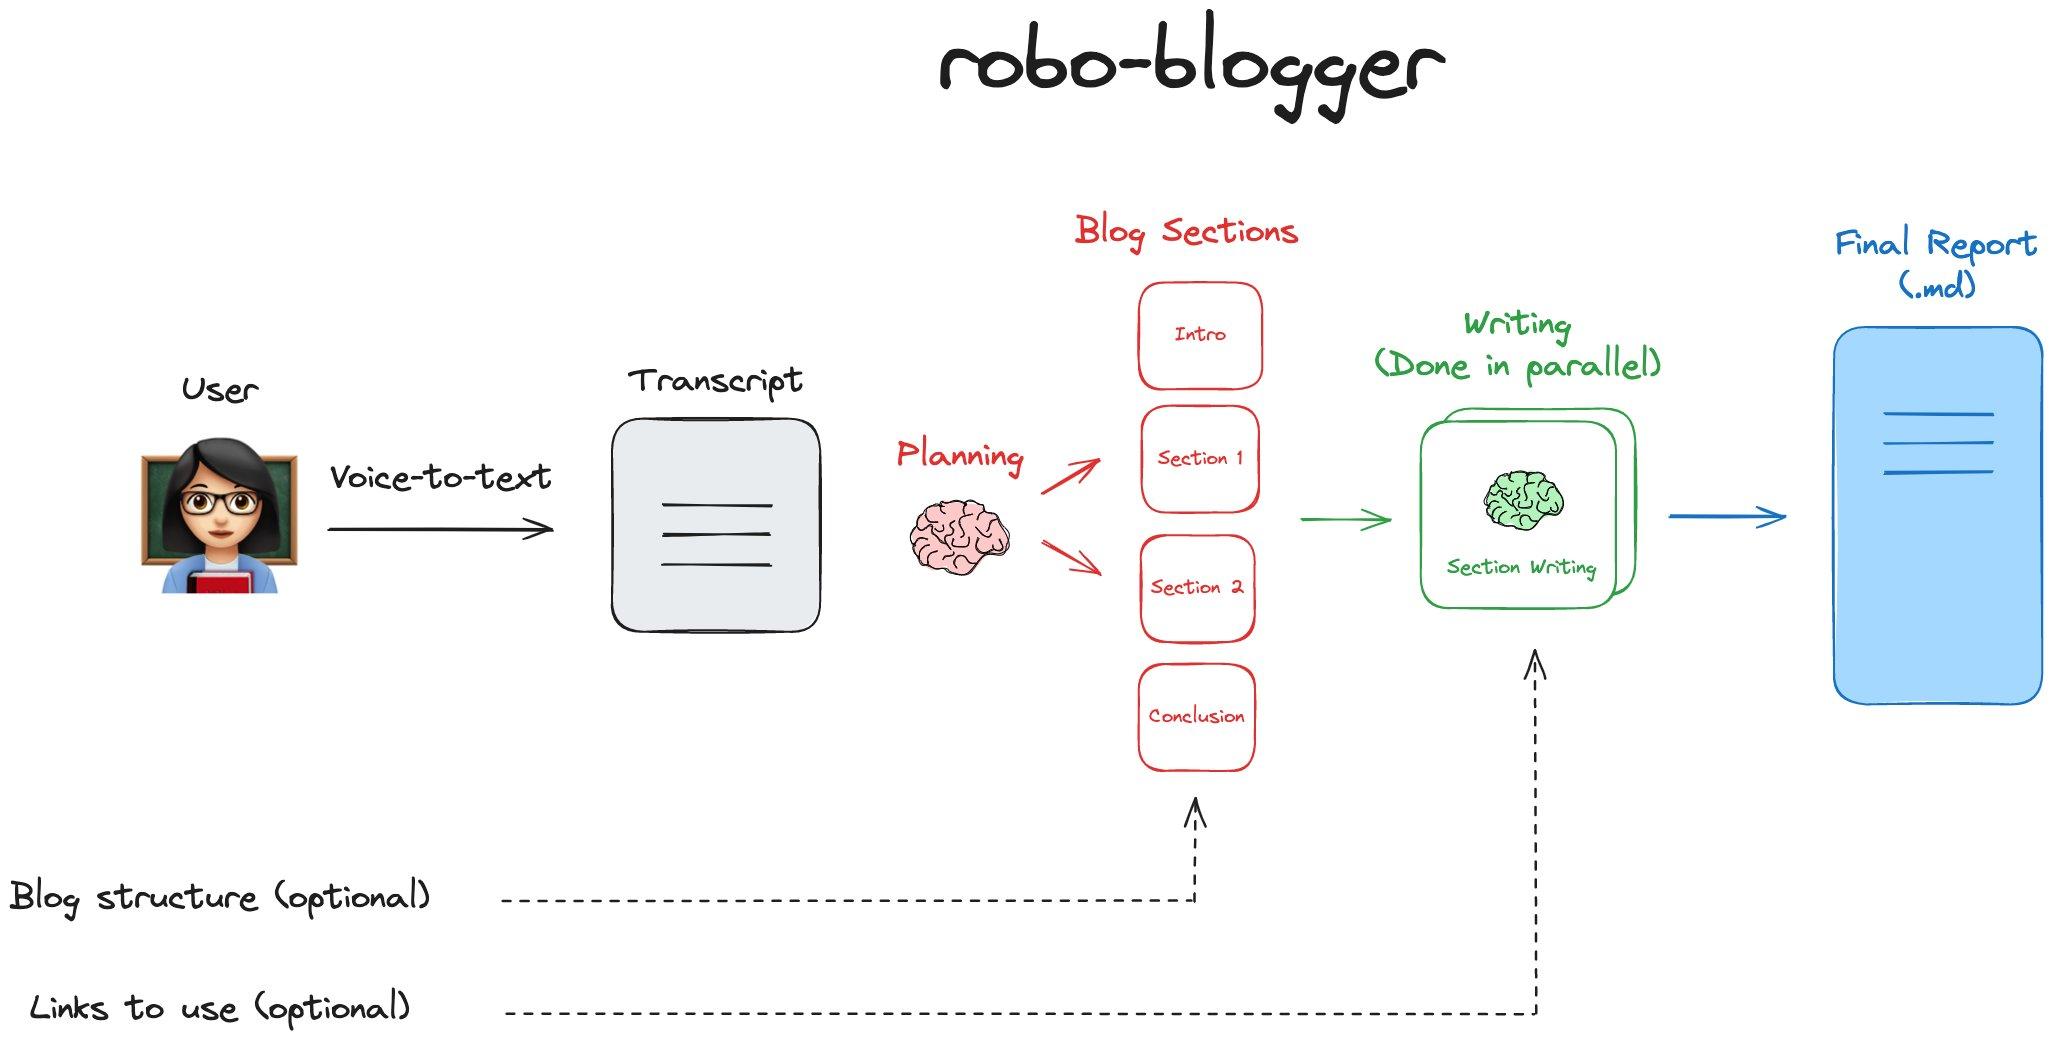 robo-blogger
Blog Sections
Final Report
(.md)
Intro
Writing
(Done in parallel)
User
Transcript
Voice-to-text
Planning
Section 1
Section Writing
Section 2
Conclusion
Blog structure (optional)
Links to use (optional)